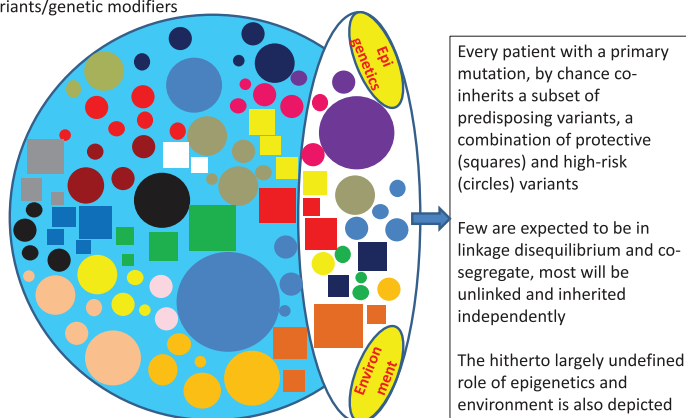 riants/genetic modifiers
Epi
genetics
Every patient with a primary
mutation, by chance co-
inherits a subset of
predisposing variants, a
combination of protective
(squares) and high-risk
(circles) variants
Few are expected to be in
linkage disequilibrium and co-
segregate, most will be
unlinked and inherited
independently
The hitherto largely undefined
role of epigenetics and
environment is also depicted
Environ
ment